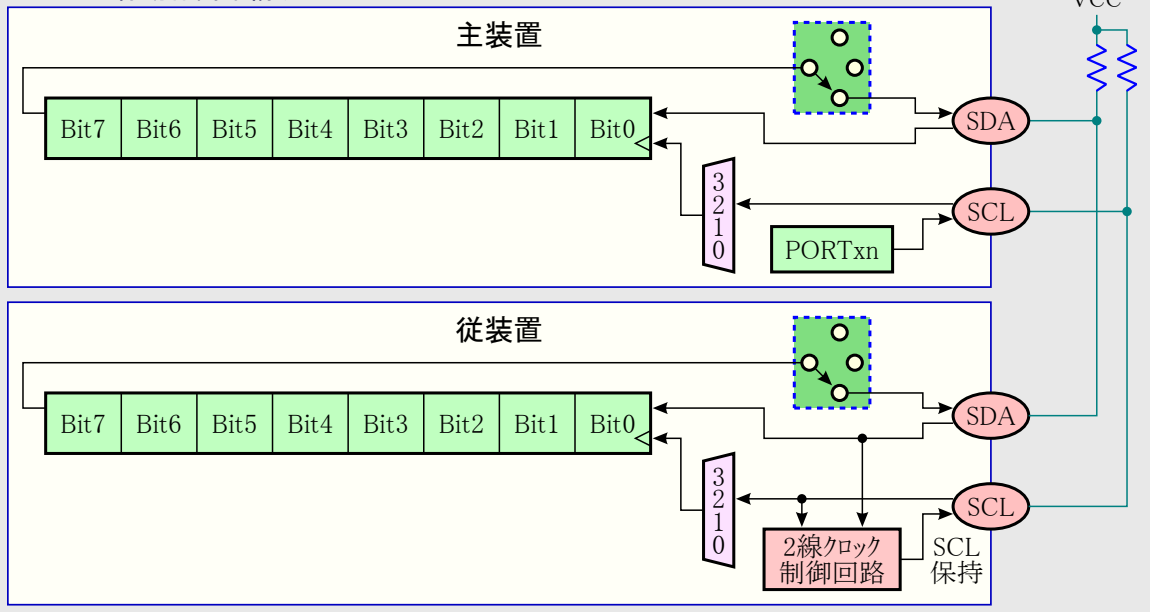 VCC
主装置
Bit7 Bit6 Bit5 Bit4 Bit3 Bit2 Bit1 Bit0
SDA
3
2
1
0
SCL
PORTxn
従装置
Bit7 Bit6 Bit5 Bit4 Bit3 Bit2 Bit1 Bit0
SDA
3
2
1
0
SCL
2線クロック
制御回路
SCL
保持